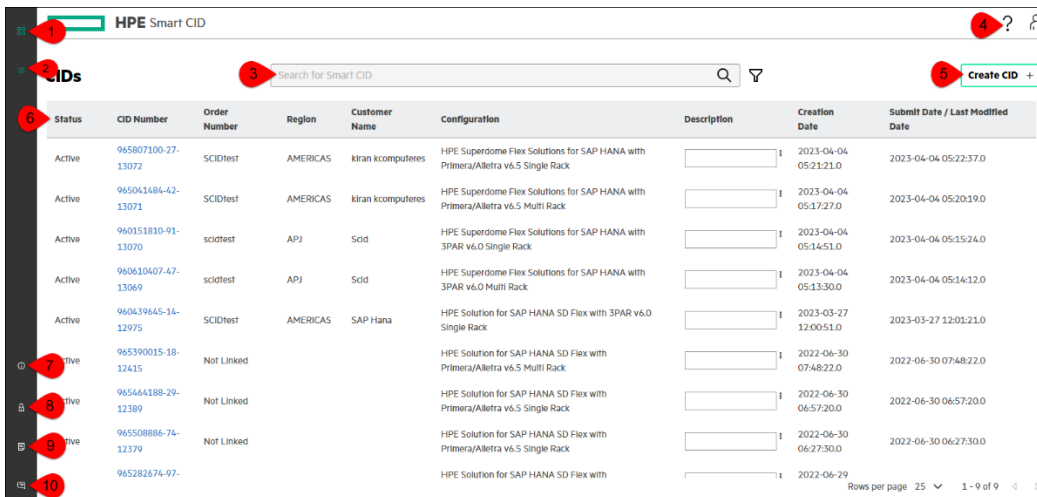 1
HPE Smart CID
4
?
2
CIDs
3
Search for Smart CID
5
Create CID +
6
Status
CID Number
Order
Number
Region
Customer
Name
Configuration
Description
Creation
Date
Submit Date / Last Modified
Date
Active
965807100-27-
13072
SCIDtest
AMERICAS
kiran kcomputeres
HPE Superdome Flex Solutions for SAP HANA with
Primera/Alletra v6.5 Single Rack
2023-04-04
05:21:21.0
2023-04-04 05:22:37.0
Active
965041484-42-
13071
SCIDtest
AMERICAS
kiran kcomputeres
HPE Superdome Flex Solutions for SAP HANA with
Primera/Alletra v6.5 Multi Rack
2023-04-04
05:17:27.0
2023-04-04 05:20:19.0
Active
960151810-91-
13070
scidtest
APJ
Scid
HPE Superdome Flex Solutions for SAP HANA with
3PAR v6.0 Single Rack
2023-04-04
05:14:51.0
2023-04-04 05:15:24.0
Active
960610407-47-
13069
scidtest
APJ
Scid
HPE Superdome Flex Solutions for SAP HANA with
3PAR v6.0 Multi Rack
2023-04-04
05:13:30.0
2023-04-04 05:14:12.0
Active
960439645-14-
12975
SCIDtest
AMERICAS
SAP Hana
HPE Solution for SAP HANA SD Flex with 3PAR v6.0
Single Rack
2023-03-27
12:00:51.0
2023-03-27 12:01:21.0
7
tive
965390015-18-
12415
Not Linked
HPE Solution for SAP HANA SD Flex with
Primera/Alletra v6.5 Multi Rack
2022-06-30
07:48:22.0
2022-06-30 07:48:22.0
8
tive
965464188-29-
12389
Not Linked
HPE Solution for SAP HANA SD Flex with
Primera/Alletra v6.5 Single Rack
2022-06-30
06:57:20.0
2022-06-30 06:57:20.0
9
tive
965508886-74-
12379
Not Linked
HPE Solution for SAP HANA SD Flex with
Primera/Alletra v6.5 Single Rack
2022-06-30
06:27:30.0
2022-06-30 06:27:30.0
10
965282674-97-
HPE Solution for SAP HANA SD Flex with
2022-06-29
Rows per page 25
1 - 9 of 9